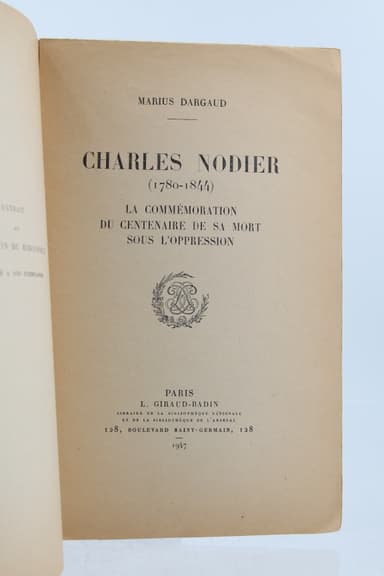 EXTRAIT
MARIUS DARGAUD
CHARLES NODIER
(1780-1844)
LA COMMÉMORATION
DU CENTENAIRE DE SA MORT
SOUS L'OPPRESSION
PARIS
L. GIRAUD-BADIN
LIBRAIRE DE LA BIBLIOTHÈQUE NATIONALE
ET DE LA BIBLIOTHÈQUE DE L'ARSENAL
128, BOULEVARD SAINT-GERMAIN, 128
1947